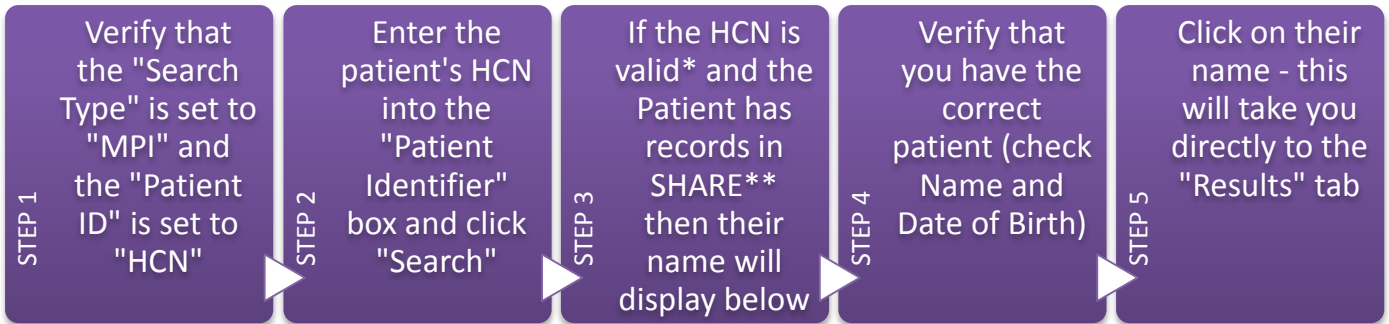 STEP 1
Verify that
the "Search
Type" is set to
"MPI" and
the "Patient
ID" is set to
"HCN"
STEP 2
Enter the
patient's HCN
into the
"Patient
Identifier"
box and click
"Search"
STEP 3
If the HCN is
valid* and the
Patient has
records in
SHARE**
then their
name will
display below
STEP 4
Verify that
you have the
correct
patient (check
Name and
Date of Birth)
STEP 5
Click on their
name - this
will take you
directly to the
"Results" tab